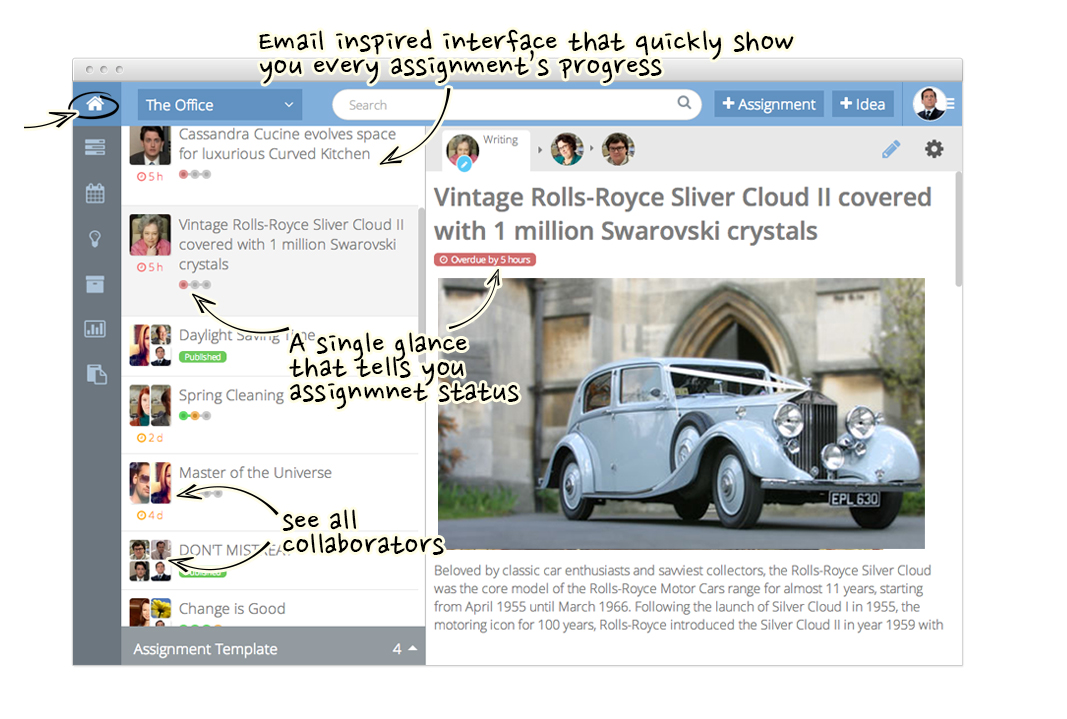 Email inspired interface that quickly show
you every assignment's progress
The Office
Search
+ Assignment
+ Idea
Cassandra Cucine evolves space
for luxurious Curved Kitchen
5 h
Vintage Rolls-Royce Sliver Cloud II
covered with 1 million Swarovski
crystals
5 h
Daylight Saving Time
Published
Spring Cleaning
2 d
Master of the Universe
4 d
DON'T
Published
Change is Good
Assignment Template 4
A single glance
that tells you
assignmnet status
See all
collaborators
Writing
Vintage Rolls-Royce Sliver Cloud II covered
with 1 million Swarovski crystals
Overdue by 5 hours
EPL 630
Beloved by classic car enthusiasts and savviest collectors, the Rolls-Royce Silver Cloud
was the core model of the Rolls-Royce Motor Cars range for almost 11 years, starting
from April 1955 until March 1966. Following the launch of Silver Cloud I in 1955, the
motoring icon for 100 years, Rolls-Royce introduced the Silver Cloud II in year 1959 with